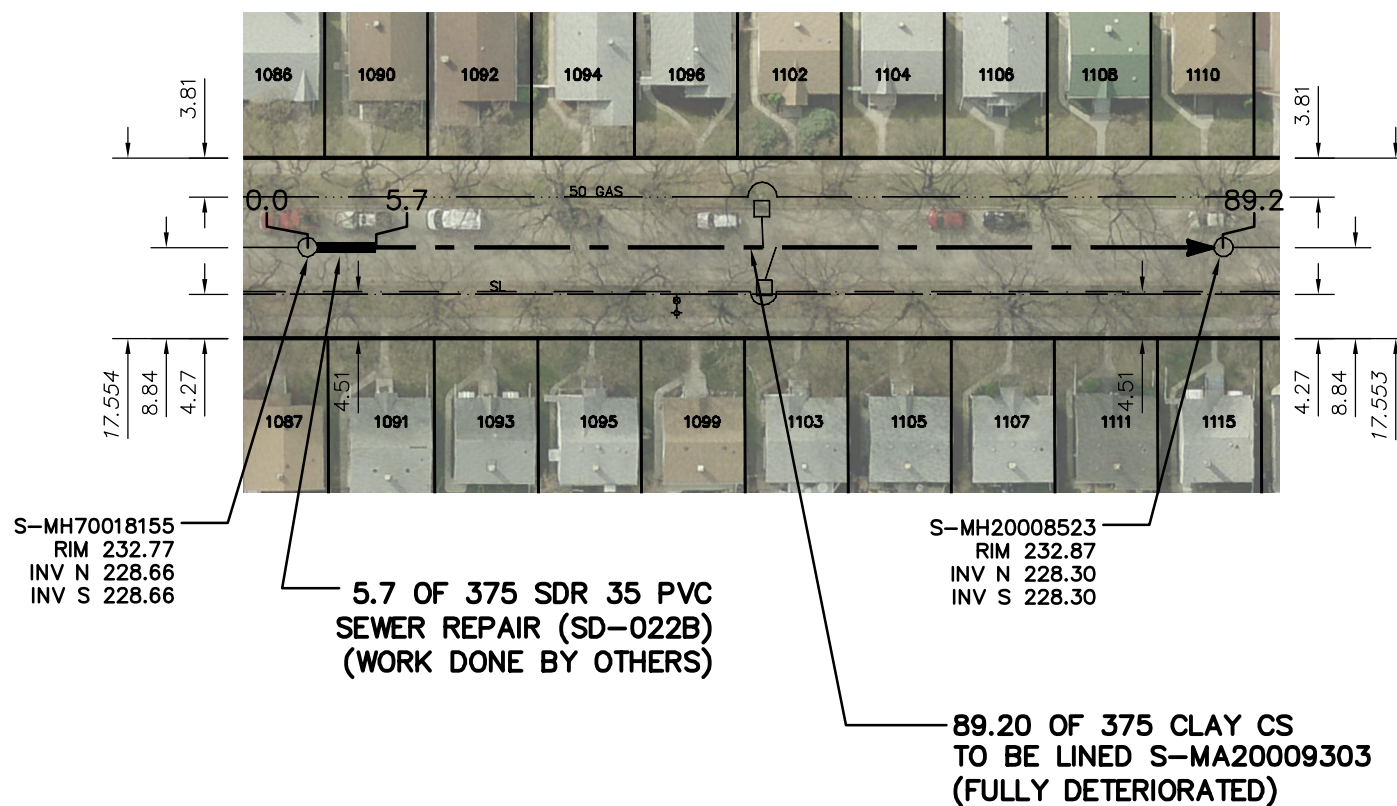 1086 1090 1092 1094 1096 1102 1104 1106 1108 1110
3.81
3.81
50 GAS
0.0
5.7
89.2
SL
17.554
8.84
4.27
4.51
4.51
4.27
8.84
17.553
1087 1091 1093 1095 1099 1103 1105 1107 1111 1115
S-MH70018155
RIM 232.77
INV N 228.66
INV S 228.66
S-MH20008523
RIM 232.87
INV N 228.30
INV S 228.30
5.7 OF 375 SDR 35 PVC
SEWER REPAIR (SD-022B)
(WORK DONE BY OTHERS)
89.20 OF 375 CLAY CS
TO BE LINED S-MA20009303
(FULLY DETERIORATED)